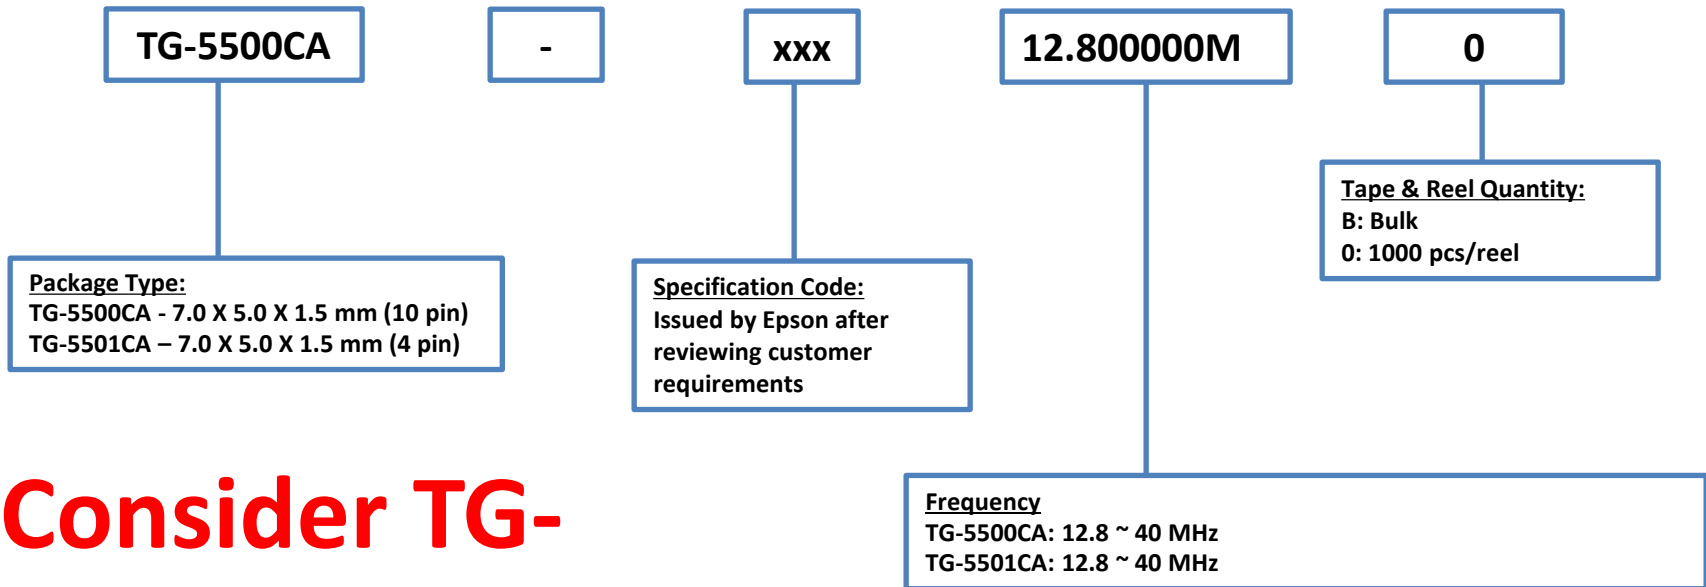 TG-5500CA - xxx 12.800000M 0
Tape & Reel Quantity:
B: Bulk
0: 1000 pcs/reel
Package Type:
TG-5500CA - 7.0 X 5.0 X 1.5 mm (10 pin)
TG-5501CA – 7.0 X 5.0 X 1.5 mm (4 pin)
Specification Code:
Issued by Epson after
reviewing customer
requirements
Consider TG-
Frequency
TG-5500CA: 12.8 ~ 40 MHz
TG-5501CA: 12.8 ~ 40 MHz